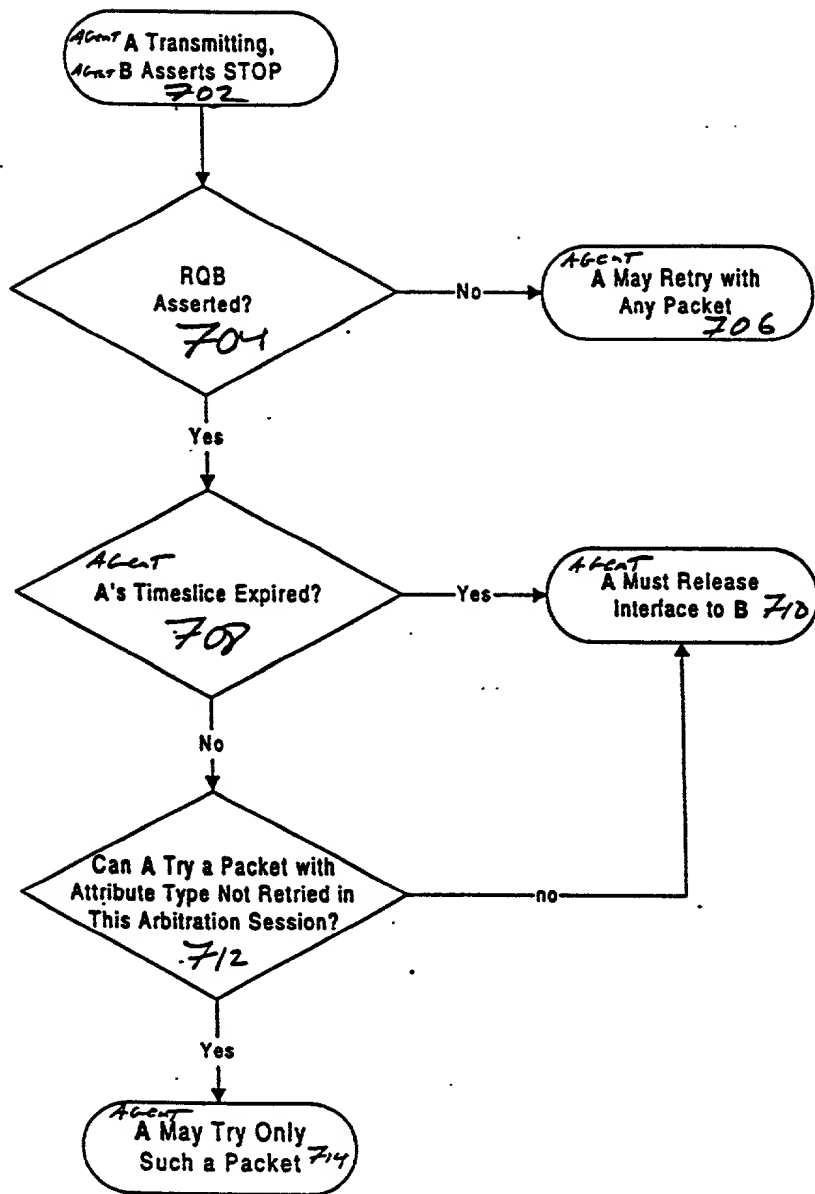 AGENT A Transmitting,
AGENT B Asserts STOP
702
RQB
Asserted?
704
No
AGENT
A May Retry with
Any Packet
706
Yes
AGENT
A's Timeslice Expired?
708
Yes
AGENT
A Must Release
Interface to B 710
No
Can A Try a Packet with
Attribute Type Not Retried in
This Arbitration Session?
712
no
Yes
AGENT
A May Try Only
Such a Packet 714